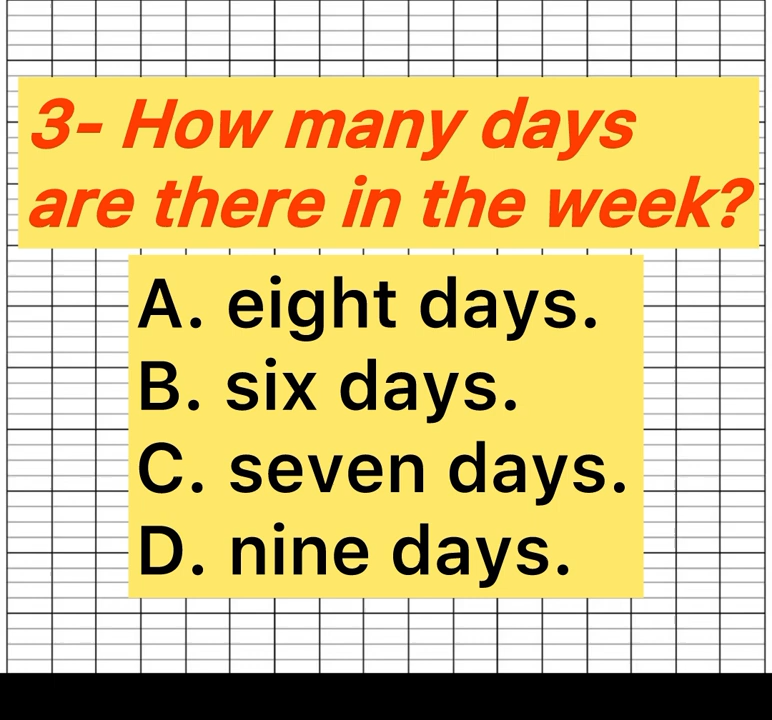 3- How many days
are there in the week?
A. eight days.
B. six days.
C. seven days.
D. nine days.